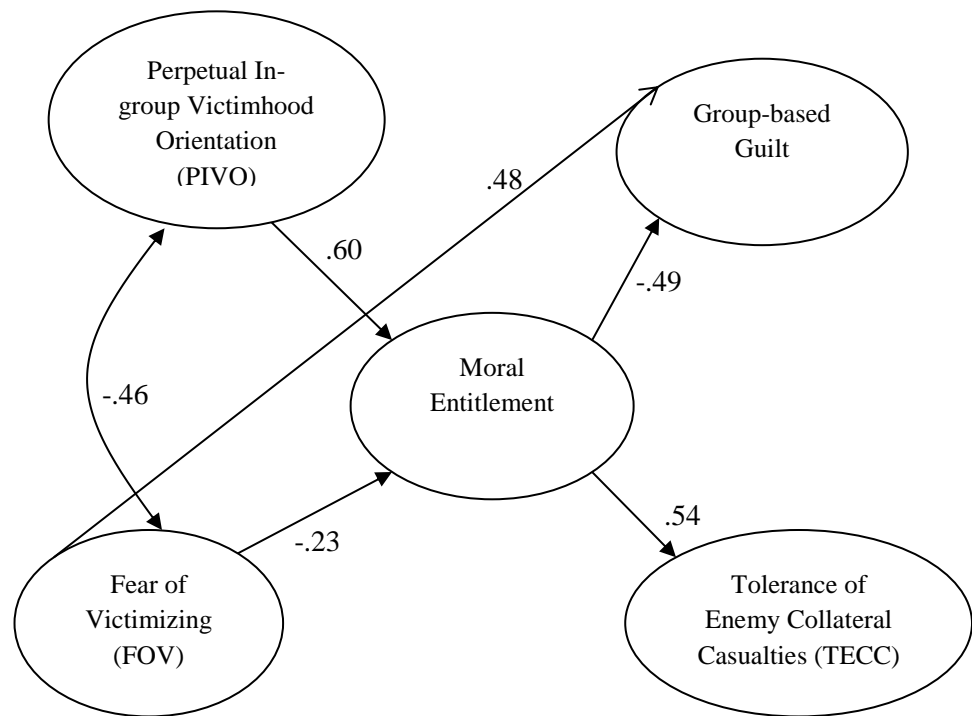 Perpetual In-
group Victimhood
Orientation
(PIVO)
Group-based
Guilt
.48
.60
-.49
Moral
Entitlement
-.46
.54
-.23
Fear of
Victimizing
(FOV)
Tolerance of
Enemy Collateral
Casualties (TECC)